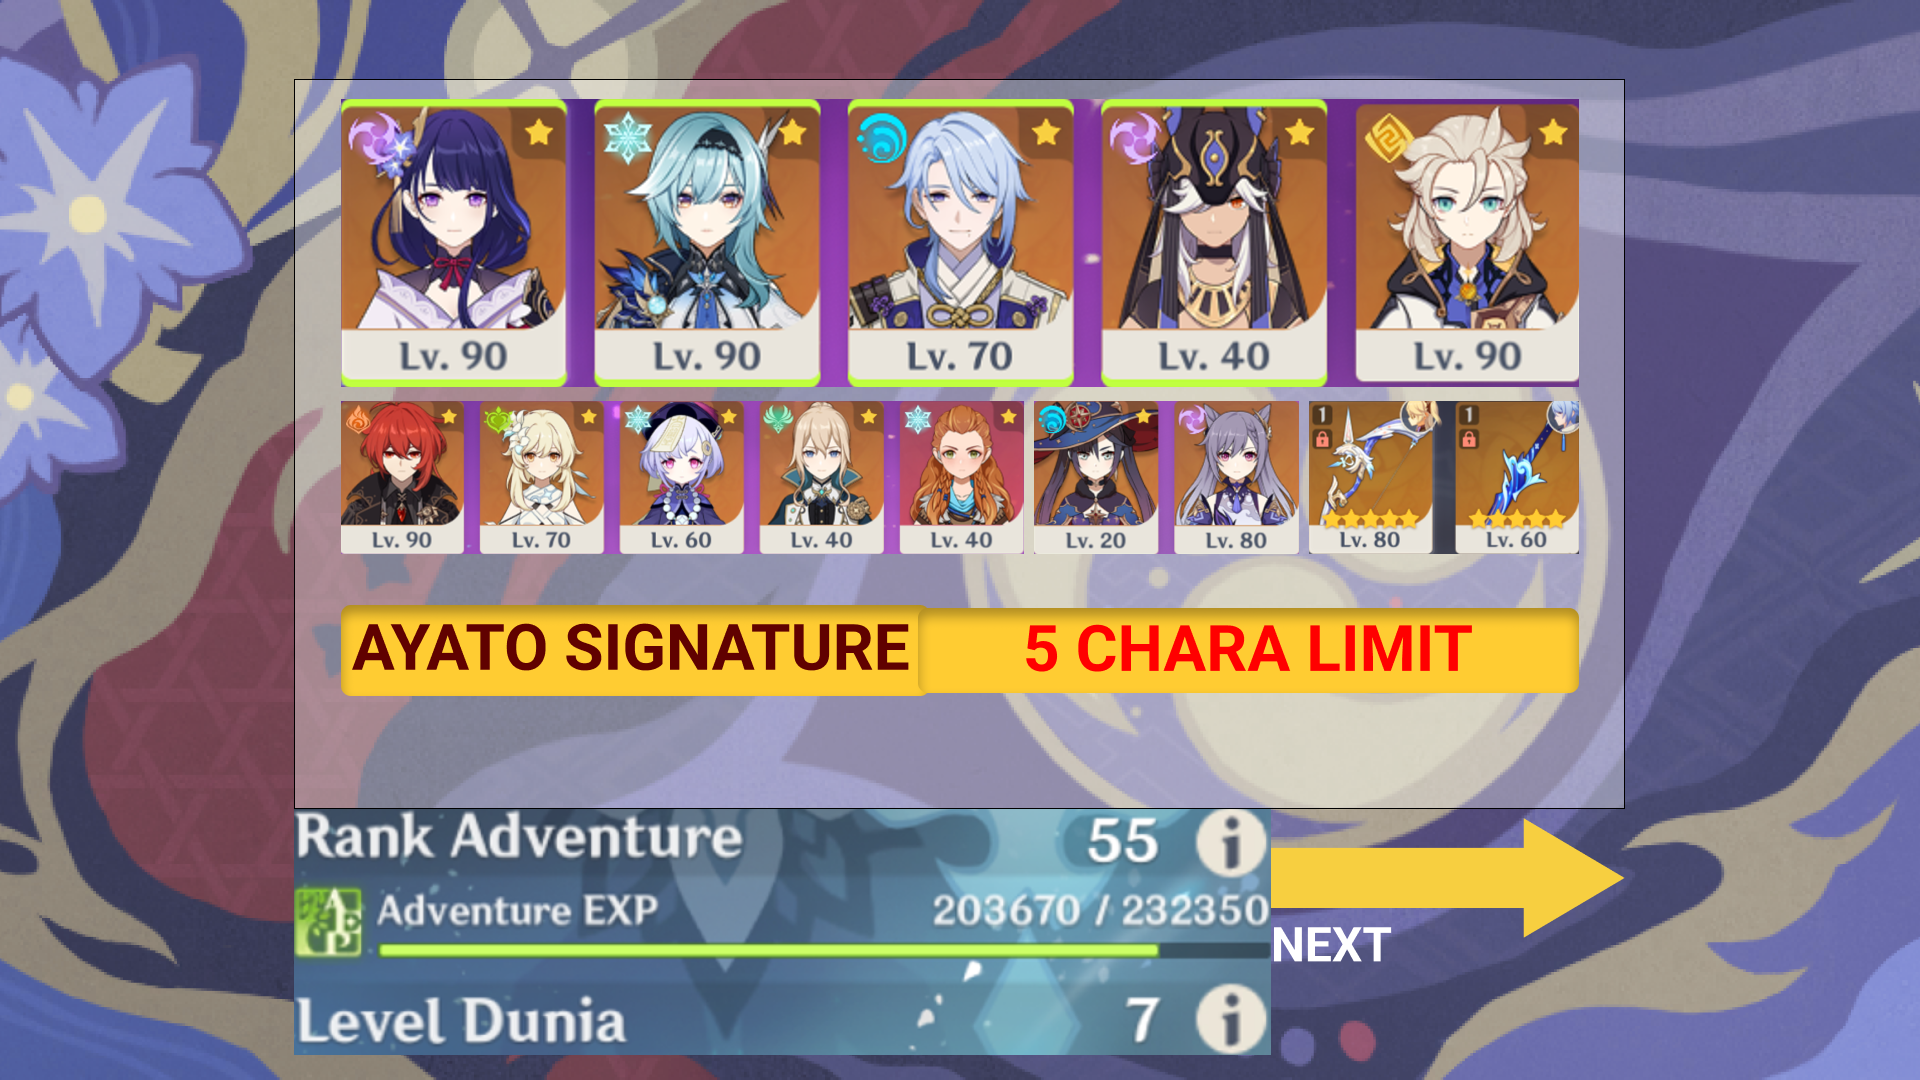 Lv. 90 Lv. 90 Lv. 70 Lv. 40 Lv. 90
1 1
Lv. 90 Lv. 70 Lv. 60 Lv. 40 Lv. 40 Lv. 20 Lv. 80 Lv. 80 Lv. 60
AYATO SIGNATURE 5 CHARA LIMIT
Rank Adventure 55 i
Adventure EXP 203670 / 232350
NEXT
Level Dunia 7 i